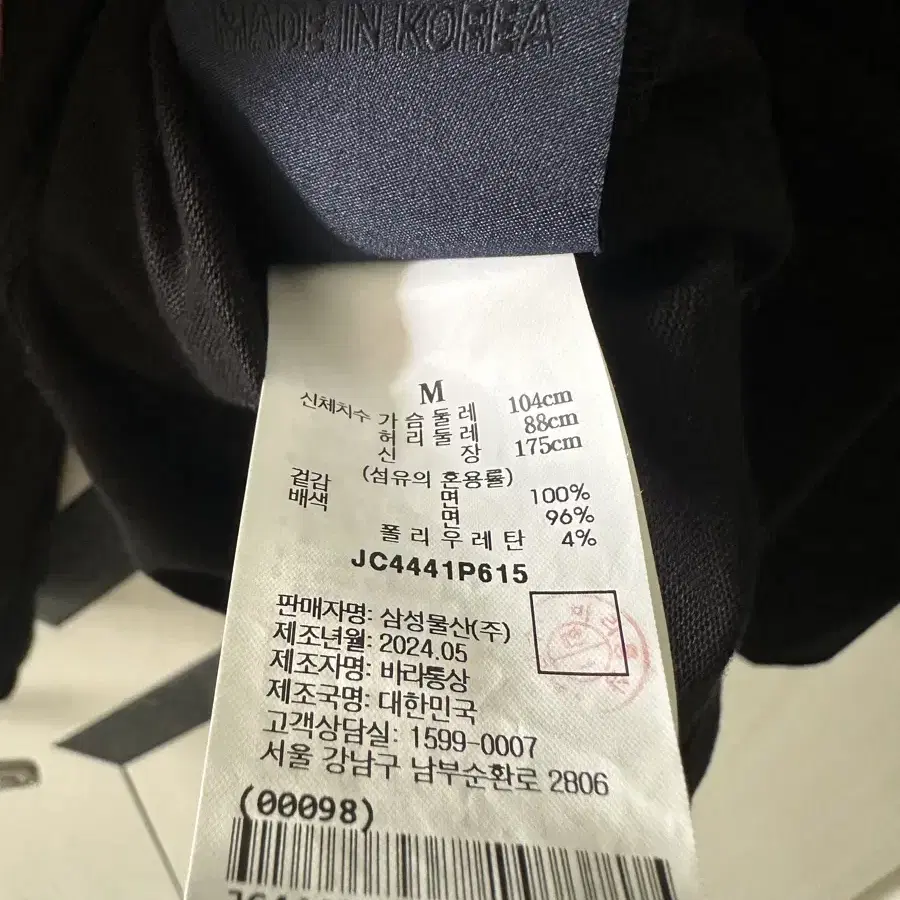 MADE IN KOREA
M
신체치수 가슴둘레 104cm
허리둘레 88cm
신장 175cm
(섬유의 혼용률)
겉감 면 100%
배색 면 96%
폴리우레탄 4%
JC4441P615
판매자명: 삼성물산(주)
제조년월: 2024.05
제조자명: 바라통상
제조국명: 대한민국
고객상담실: 1599-0007
서울 강남구 남부순환로 2806
(00098)